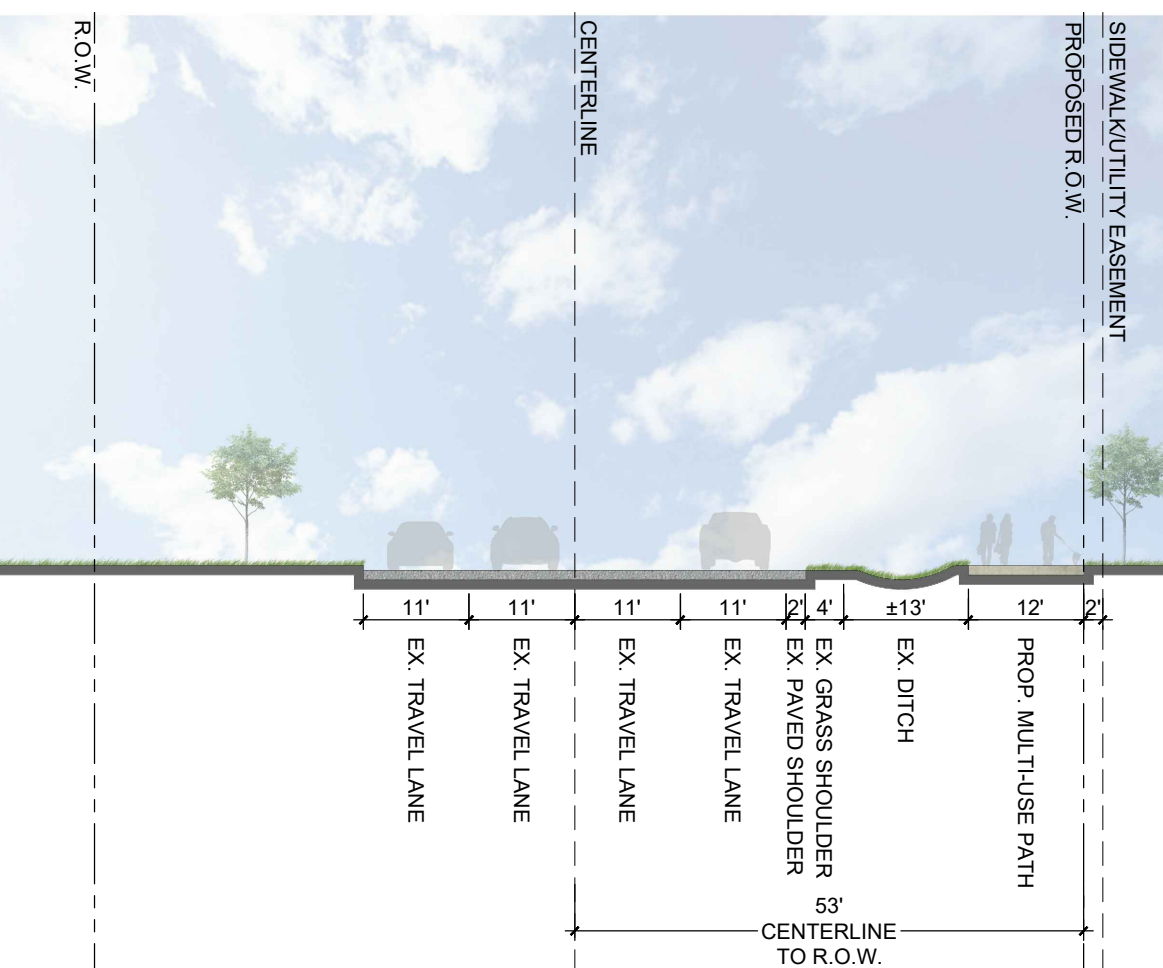 R.O.W.
CENTERLINE
PROPOSED R.O.W.
SIDEWALK/UTILITY EASEMENT
11'
11'
11'
11'
2'
4'
±13'
12'
2'
EX. TRAVEL LANE
EX. TRAVEL LANE
EX. TRAVEL LANE
EX. TRAVEL LANE
EX. PAVED SHOULDER
EX. GRASS SHOULDER
EX. DITCH
PROP. MULTI-USE PATH
53'
CENTERLINE
TO R.O.W.